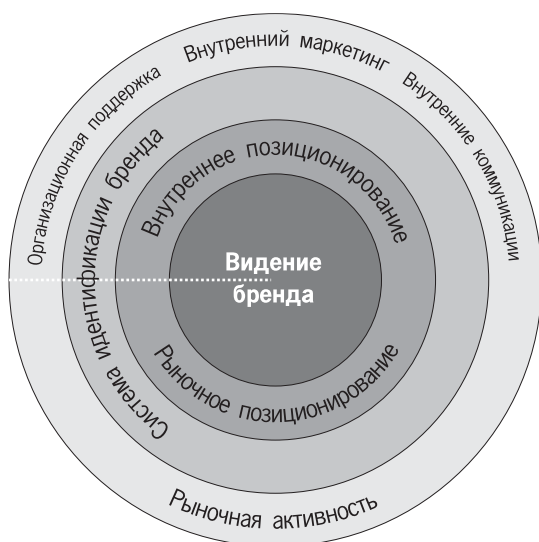 Организационная поддержка
Внутренний маркетинг
Внутренние коммуникации
Система идентификации бренда
Внутреннее позиционирование
Видение
бренда
Рыночное позиционирование
Рыночная активность